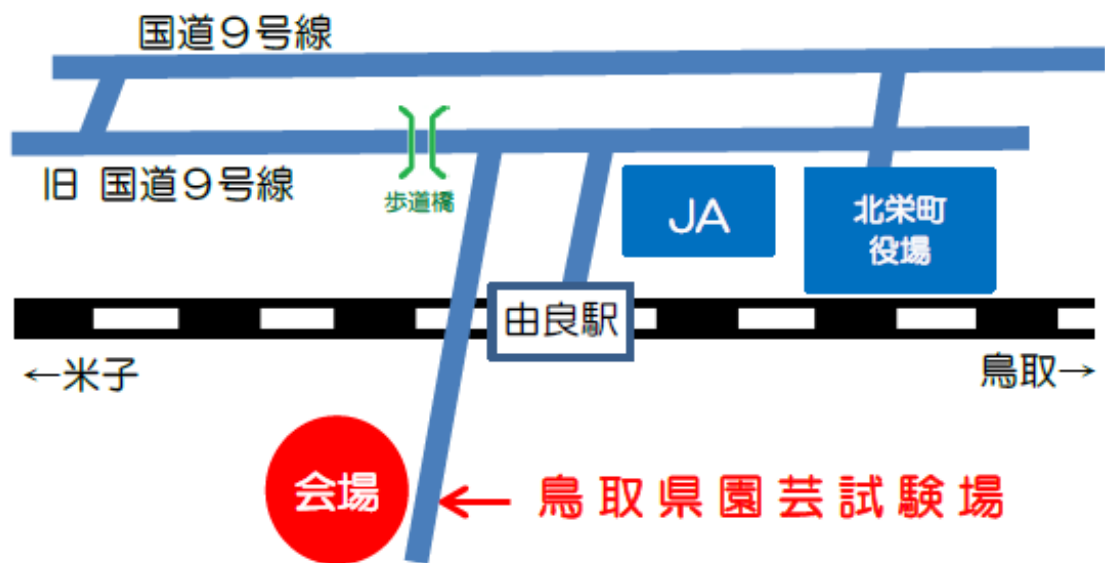 国道９号線
旧 国道９号線
歩道橋
JA
北栄町
役場
由良駅
←米子
鳥取→
会場
← 鳥取県園芸試験場